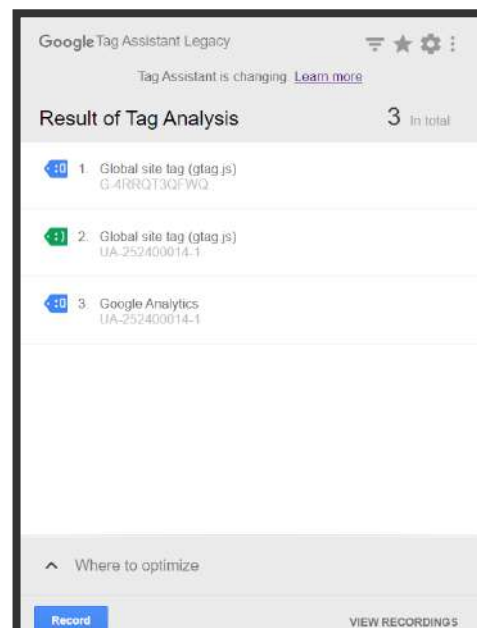 Google Tag Assistant Legacy
Tag Assistant is changing. Learn more
Result of Tag Analysis 3 In total
1. Global site tag (gtag.js)
G-4RRQT3QFWQ
2. Global site tag (gtag.js)
UA-252400014-1
3. Google Analytics
UA-252400014-1
Where to optimize
Record VIEW RECORDINGS